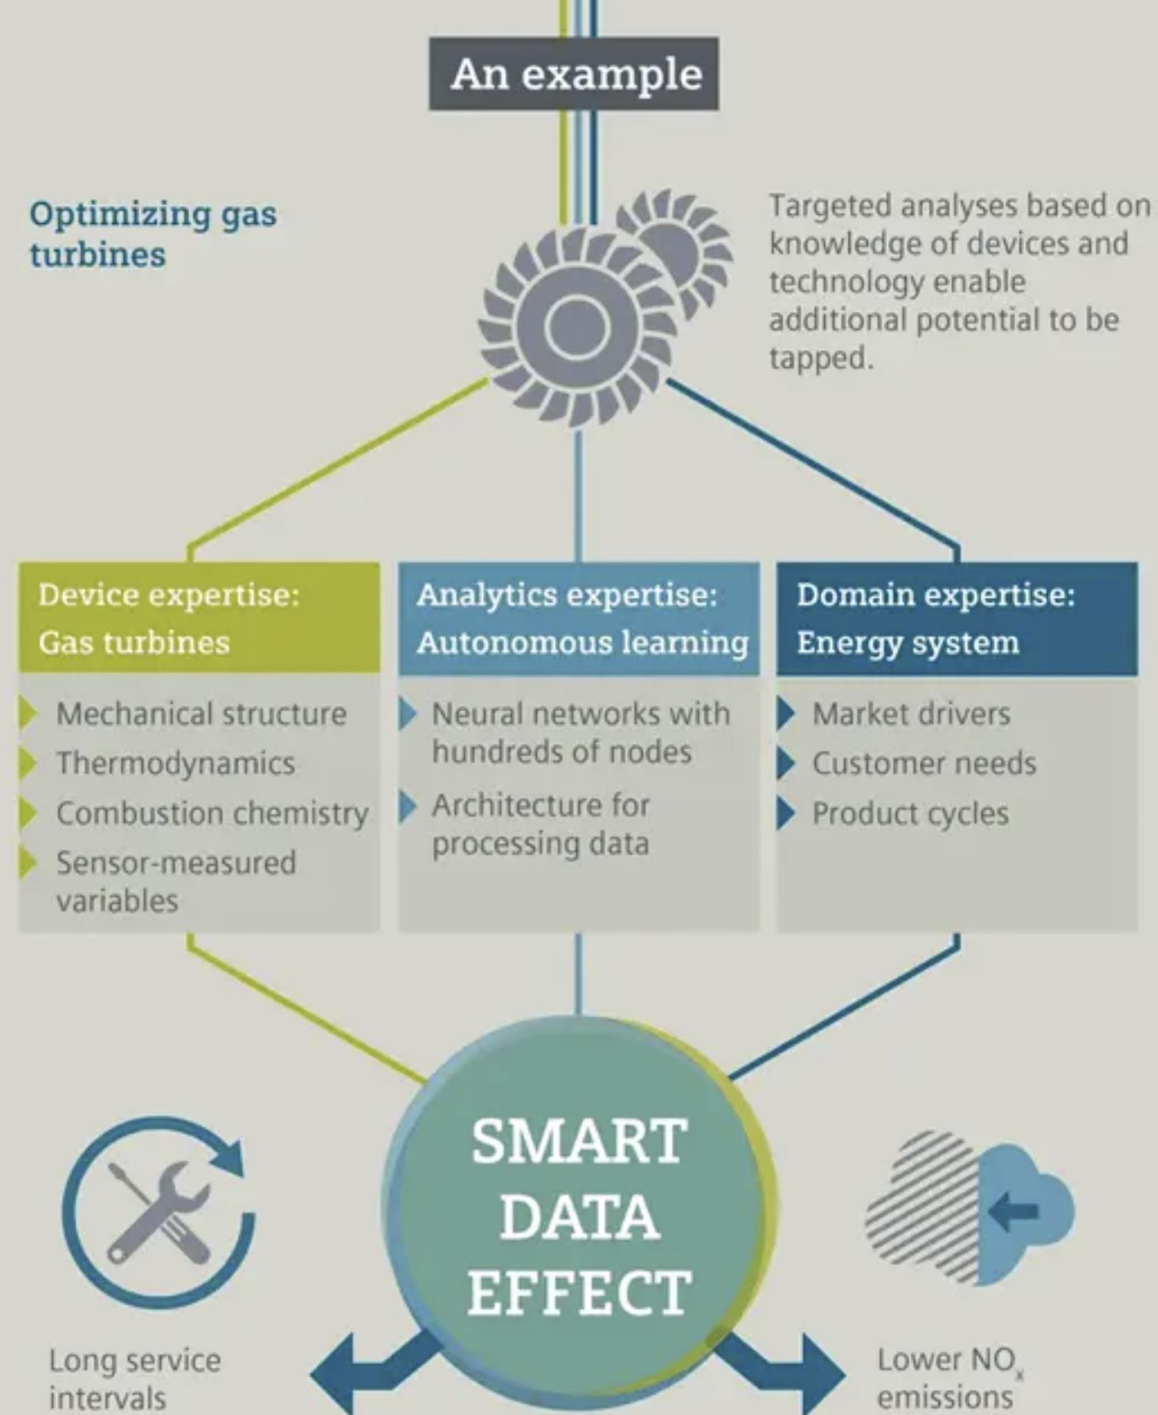 An example
Optimizing gas
turbines
Targeted analyses based on
knowledge of devices and
technology enable
additional potential to be
tapped.
Device expertise:
Gas turbines
Mechanical structure
Thermodynamics
Combustion chemistry
Sensor-measured
variables
Analytics expertise:
Autonomous learning
Neural networks with
hundreds of nodes
Architecture for
processing data
Domain expertise:
Energy system
Market drivers
Customer needs
Product cycles
SMART
DATA
EFFECT
Long service
intervals
Lower NOₓ
emissions